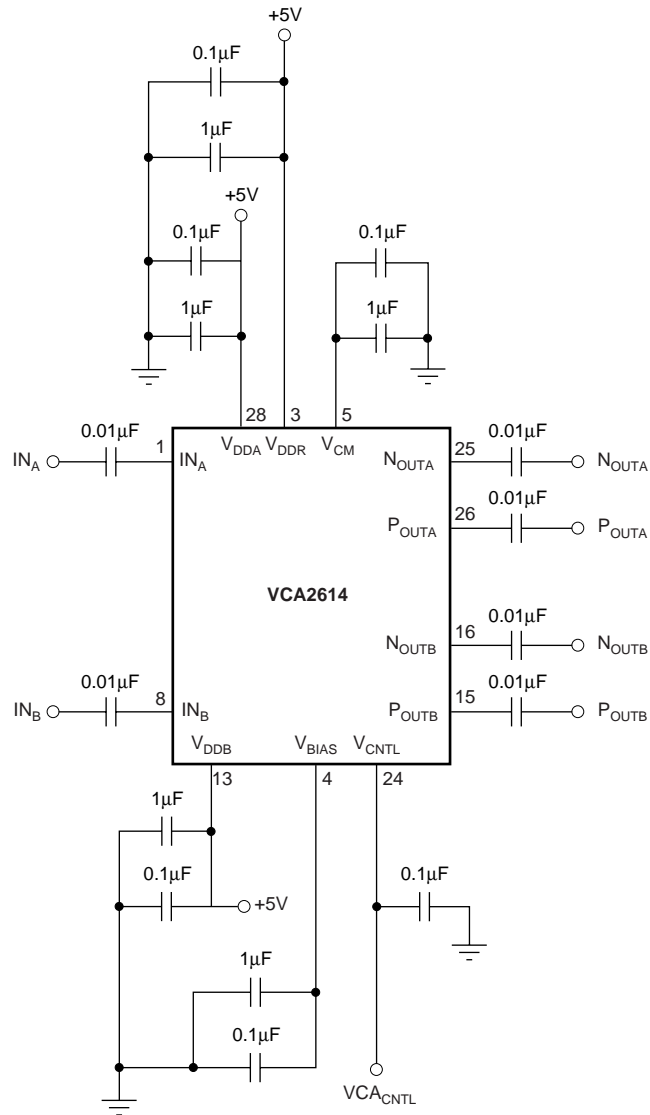 +5V
0.1µF
1µF
+5V
0.1µF
0.1µF
1µF
1µF
28 3 5
0.01µF 0.01µF
IN_A 1 IN_A V_DDA V_DDR V_CM N_OUTA 25 N_OUTA
0.01µF
P_OUTA 26 P_OUTA
VCA2614
0.01µF
N_OUTB 16 N_OUTB
0.01µF 0.01µF
IN_B 8 IN_B P_OUTB 15 P_OUTB
V_DDB V_BIAS V_CNTL
13 4 24
1µF
0.1µF 0.1µF
+5V
1µF
0.1µF
VCA_CNTL